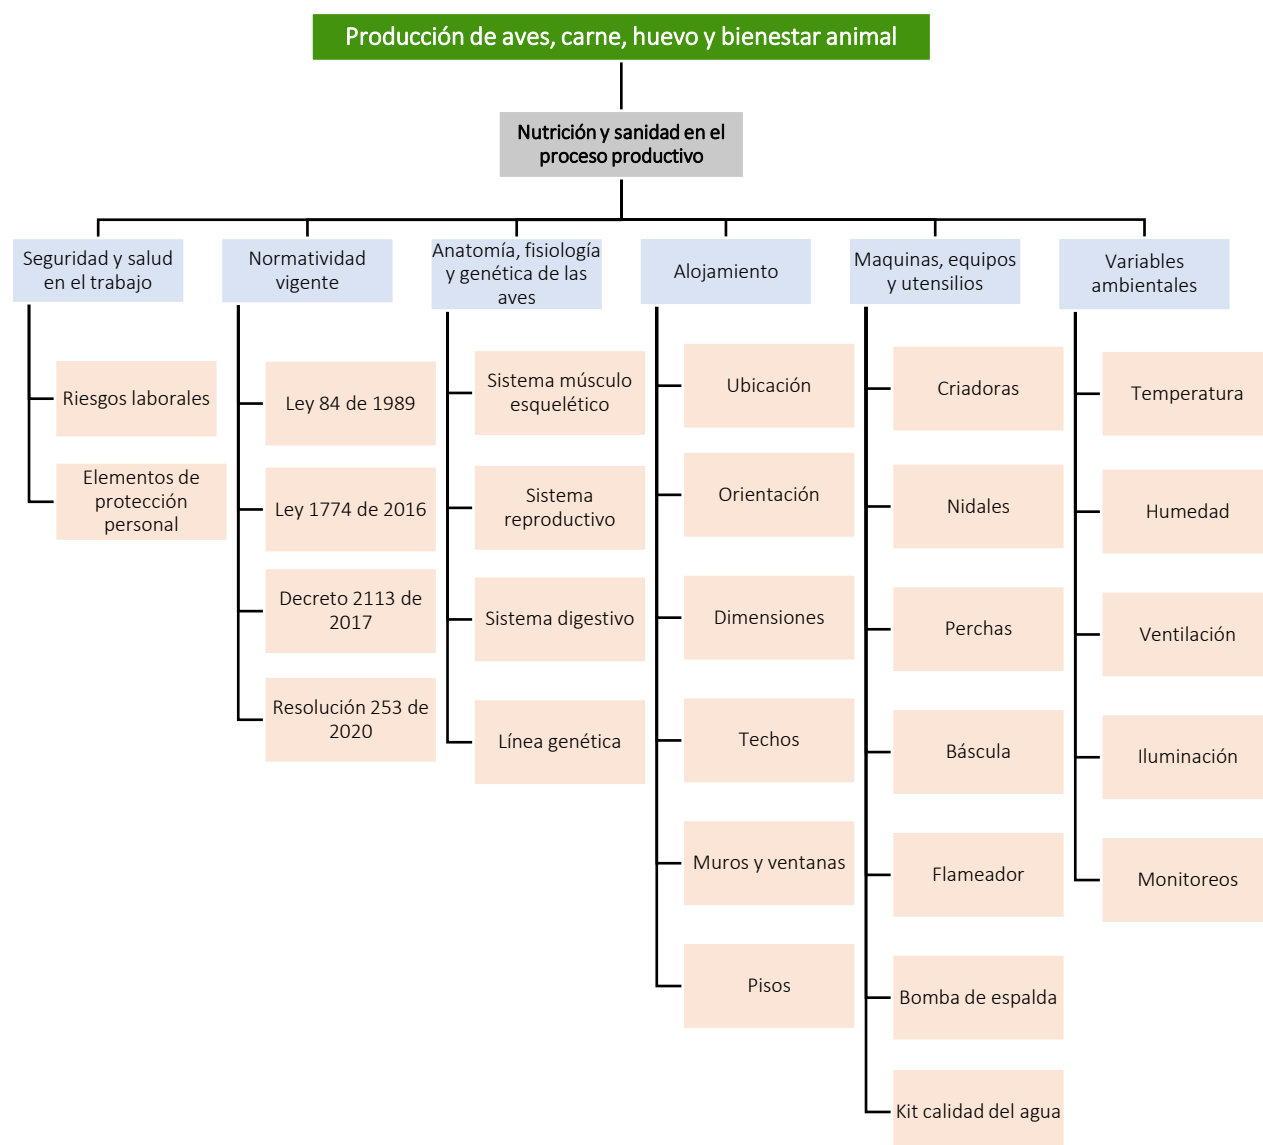 Producción de aves, carne, huevo y bienestar animal
Nutrición y sanidad en el
proceso productivo
Seguridad y salud
en el trabajo
Riesgos laborales
Elementos de
protección
personal
Normatividad
vigente
Ley 84 de 1989
Ley 1774 de 2016
Decreto 2113 de
2017
Resolución 253 de
2020
Anatomía, fisiología
y genética de las
aves
Sistema músculo
esquelético
Sistema
reproductivo
Sistema digestivo
Línea genética
Alojamiento
Ubicación
Orientación
Dimensiones
Techos
Muros y ventanas
Pisos
Maquinas, equipos
y utensilios
Criadoras
Nidales
Perchas
Báscula
Flameador
Bomba de espalda
Kit calidad del agua
Variables
ambientales
Temperatura
Humedad
Ventilación
Iluminación
Monitoreos